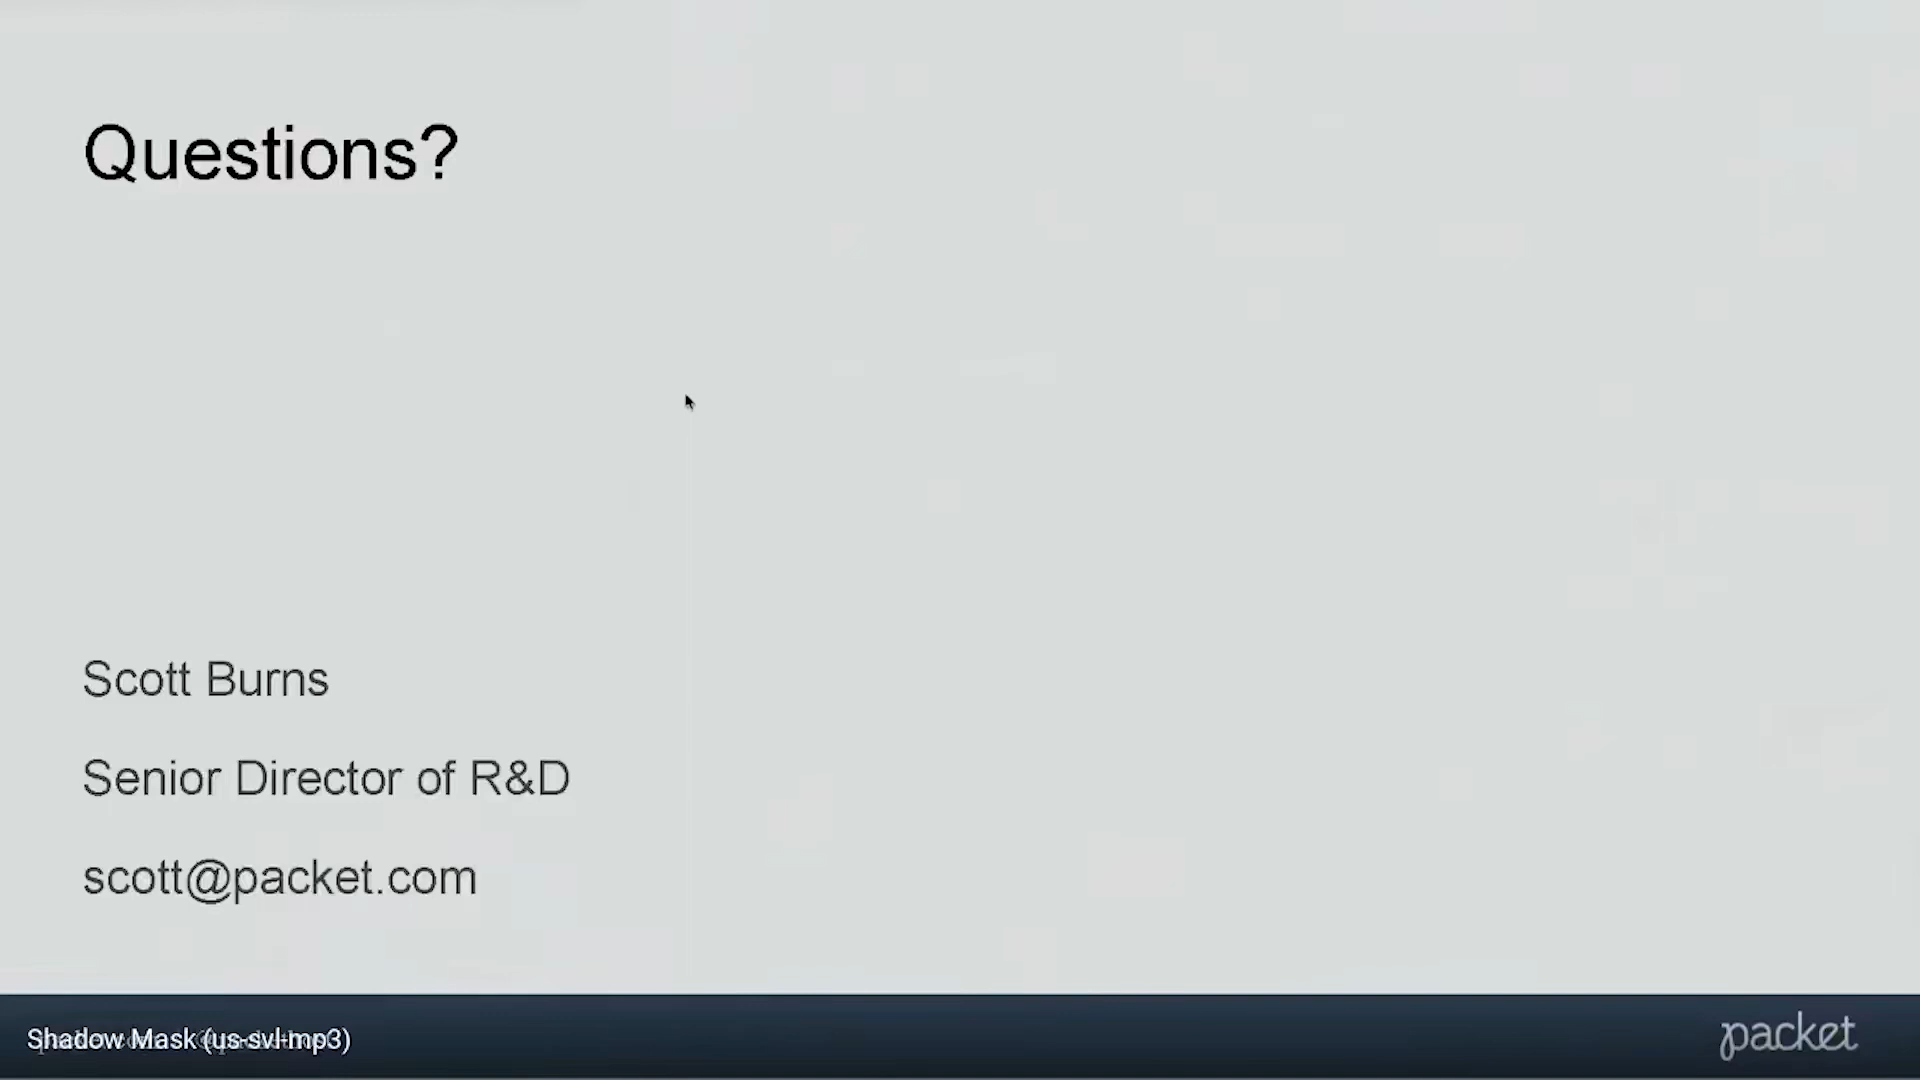 Questions?
Scott Burns
Senior Director of R&D
scott@packet.com
Shadow Mask (us-svl-mp3)
packet